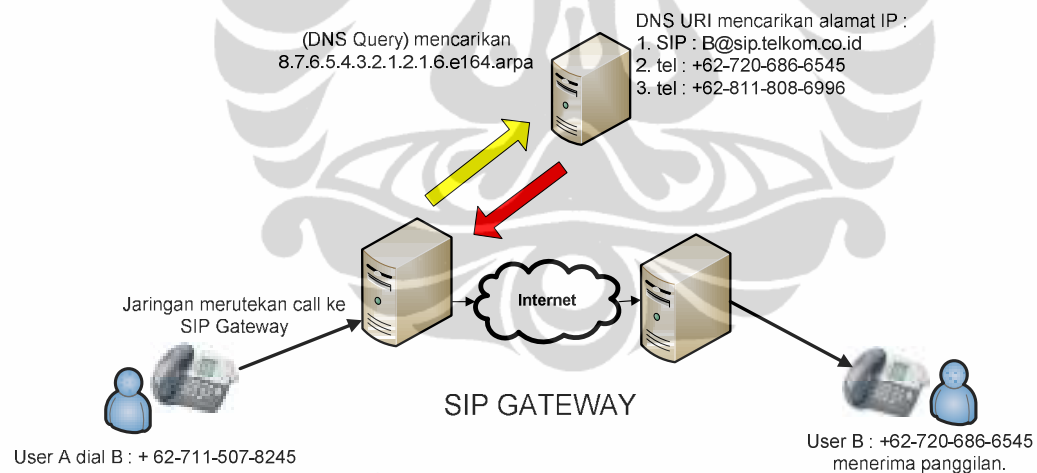 (DNS Query) mencarikan
8.7.6.5.4.3.2.1.2.1.6.e164.arpa
DNS URI mencarikan alamat IP :
1. SIP : B@sip.telkom.co.id
2. tel : +62-720-686-6545
3. tel : +62-811-808-6996
Jaringan merutekan call ke
SIP Gateway
Internet
SIP GATEWAY
User A dial B : + 62-711-507-8245
User B : +62-720-686-6545
menerima panggilan.